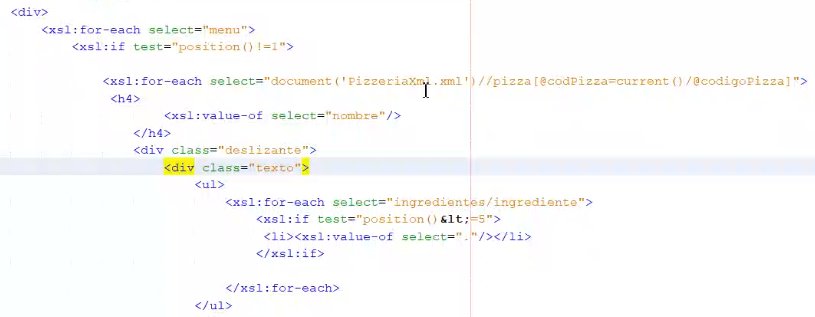 <div>
<xsl:for-each select="menu">
<xsl:if test="position()!=1">
<xsl:for-each select="document('PizzeriaXml.xml')//pizza[@codPizza=current()/@codigoPizza]">
<h4>
<xsl:value-of select="nombre"/>
</h4>
<div class="deslizante">
<div class="texto">
<ul>
<xsl:for-each select="ingredientes/ingrediente">
<xsl:if test="position()&lt;=5">
<li><xsl:value-of select="."/></li>
</xsl:if>
</xsl:for-each>
</ul>